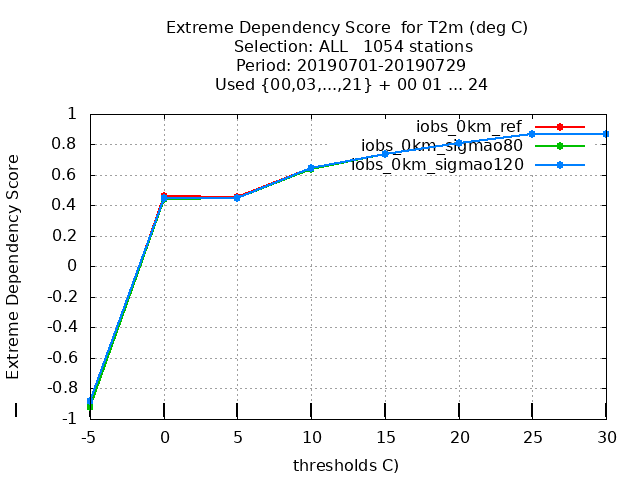 Extreme Dependency Score  for T2m (deg C)
Selection: ALL   1054 stations
Period: 20190701-20190729
Used {00,03,...,21} + 00 01 ... 24
iobs_0km_ref
iobs_0km_sigmao80
iobs_0km_sigmao120
Extreme Dependency Score
1
0.8
0.6
0.4
0.2
0
-0.2
-0.4
-0.6
-0.8
-1
-5
0
5
10
15
20
25
30
thresholds C)